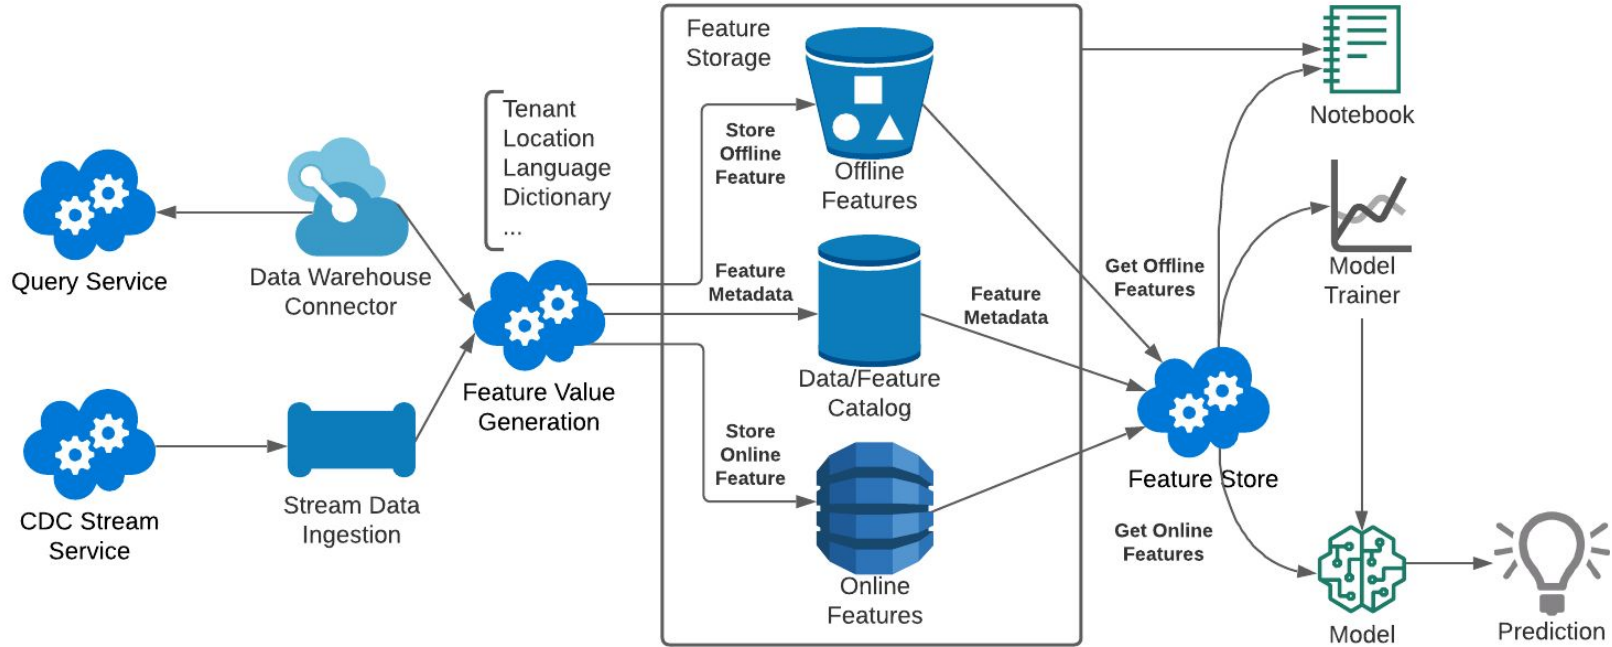 Query Service
Data Warehouse
Connector
CDC Stream
Service
Stream Data
Ingestion
Tenant
Location
Language
Dictionary
...
Feature Value
Generation
Feature
Storage
Store
Offline
Feature
Offline
Features
Feature
Metadata
Data/Feature
Catalog
Store
Online
Feature
Online
Features
Feature
Metadata
Get Offline
Features
Feature Store
Get Online
Features
Notebook
Model
Trainer
Model
Prediction